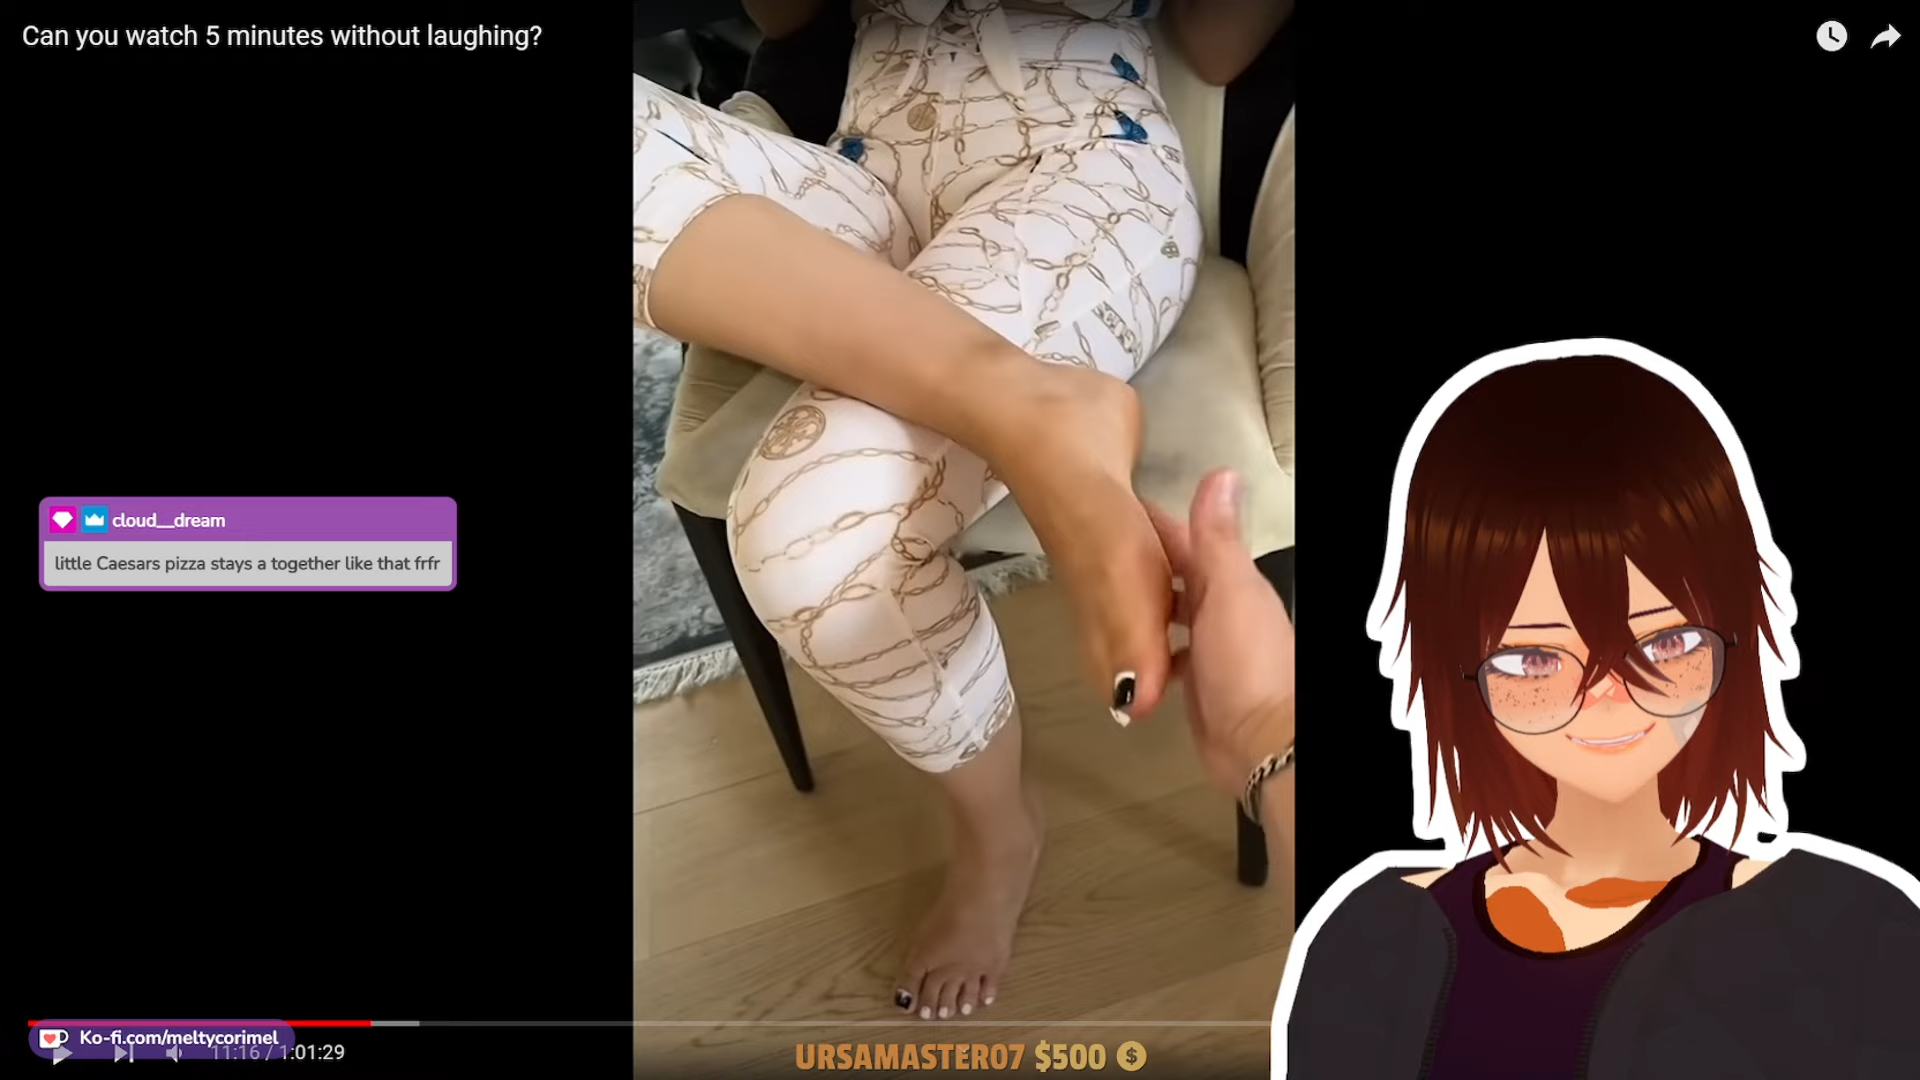 Can you watch 5 minutes without laughing?
cloud__dream
little Caesars pizza stays a together like that frfr
Ko-fi.com/meltycorimel
11:16 / 1:01:29
URSAMASTER07 $500